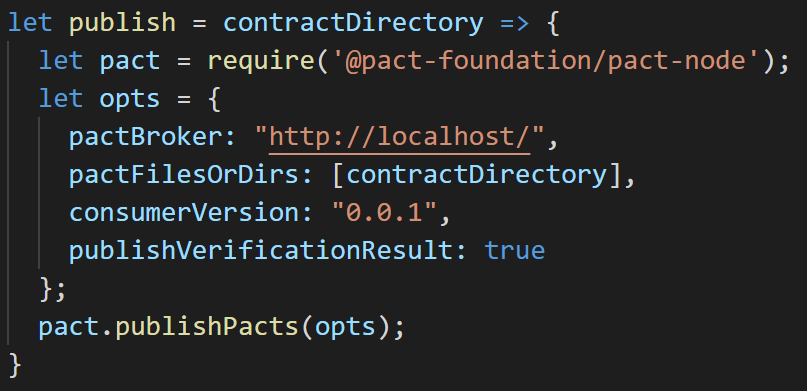 let publish = contractDirectory => {
  let pact = require('@pact-foundation/pact-node');
  let opts = {
    pactBroker: "http://localhost/",
    pactFilesOrDirs: [contractDirectory],
    consumerVersion: "0.0.1",
    publishVerificationResult: true
  };
  pact.publishPacts(opts);
}